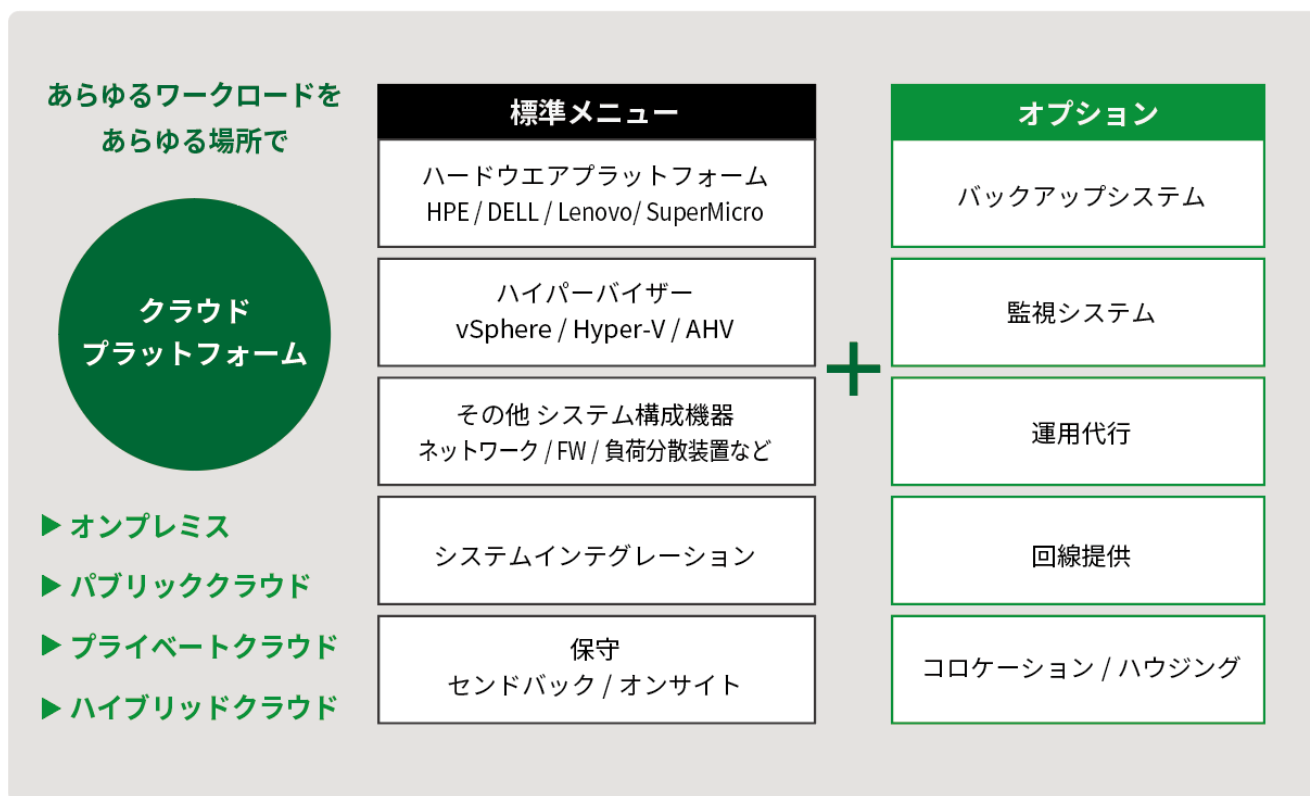 あらゆるワークロードを
あらゆる場所で
クラウド
プラットフォーム
▶ オンプレミス
▶ パブリッククラウド
▶ プライベートクラウド
▶ ハイブリッドクラウド
標準メニュー
ハードウエアプラットフォーム
HPE / DELL / Lenovo/ SuperMicro
ハイパーバイザー
vSphere / Hyper-V / AHV
その他 システム構成機器
ネットワーク / FW / 負荷分散装置など
システムインテグレーション
保守
センドバック / オンサイト
+
オプション
バックアップシステム
監視システム
運用代行
回線提供
コロケーション / ハウジング